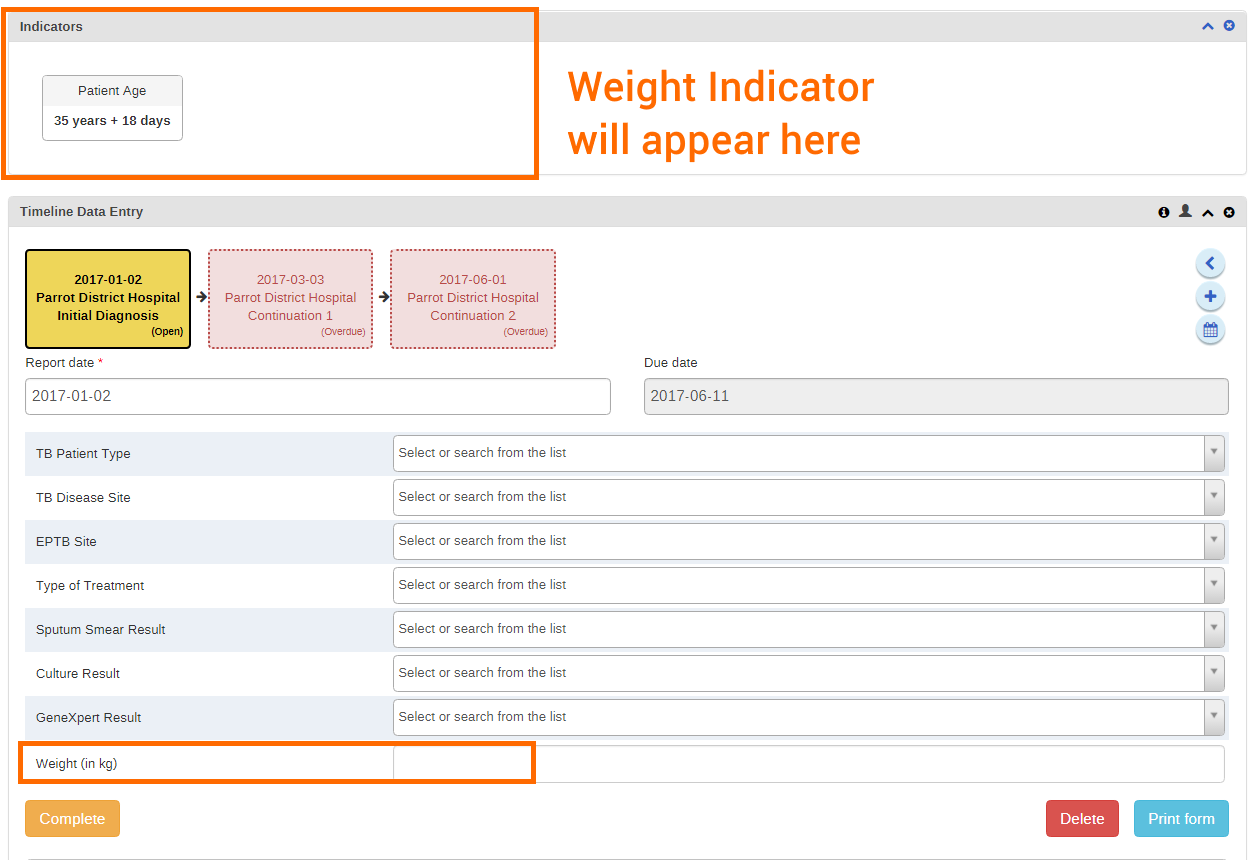 Indicators
Patient Age
35 years + 18 days
Weight Indicator
will appear here
Timeline Data Entry
2017-01-02
Parrot District Hospital
Initial Diagnosis
(Open)
2017-03-03
Parrot District Hospital
Continuation 1
(Overdue)
2017-06-01
Parrot District Hospital
Continuation 2
(Overdue)
Report date *
2017-01-02
Due date
2017-06-11
TB Patient Type Select or search from the list
TB Disease Site Select or search from the list
EPTB Site Select or search from the list
Type of Treatment Select or search from the list
Sputum Smear Result Select or search from the list
Culture Result Select or search from the list
GeneXpert Result Select or search from the list
Weight (in kg)
Complete Delete Print form